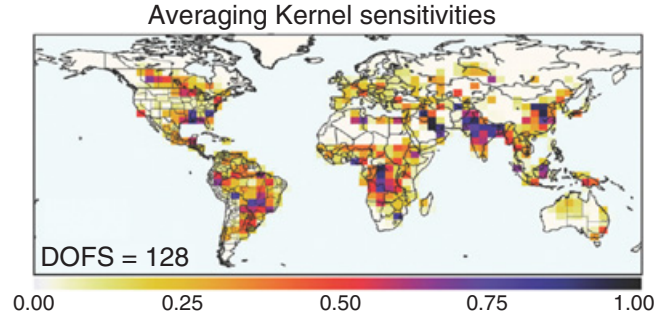 Averaging Kernel sensitivities
DOFS = 128
0.00 0.25 0.50 0.75 1.00